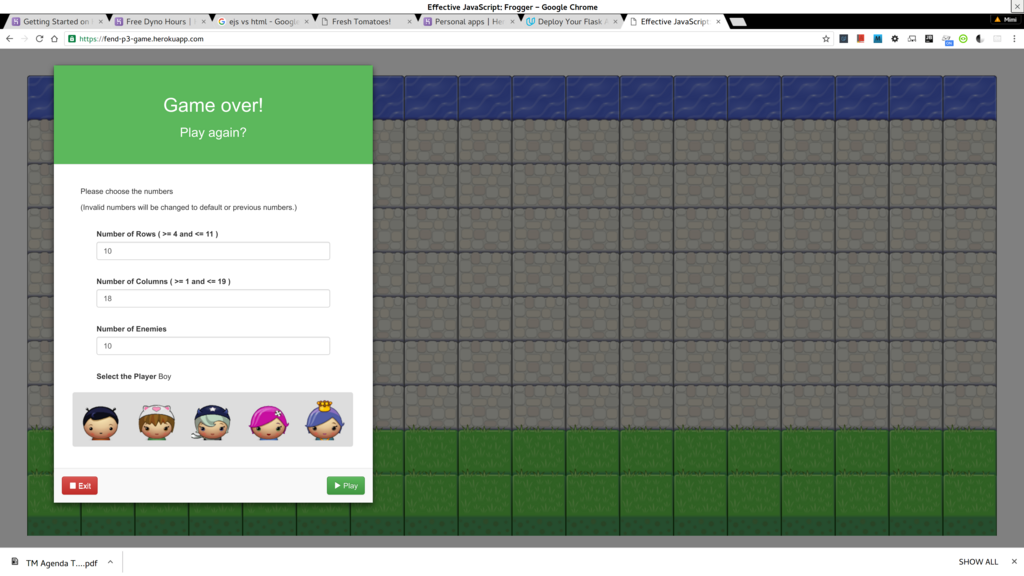 Effective JavaScript: Frogger – Google Chrome
Getting Started on
Free Dyno Hours |
ejs vs html - Google
Fresh Tomatoes!
Personal apps | He
Deploy Your Flask
Effective JavaScript
Mimi
https://fend-p3-game.herokuapp.com
Game over!
Play again?
Please choose the numbers
(Invalid numbers will be changed to default or previous numbers.)
Number of Rows ( >= 4 and <= 11 )
10
Number of Columns ( >= 1 and <= 19 )
18
Number of Enemies
10
Select the Player Boy
Exit
Play
TM Agenda T....pdf
SHOW ALL